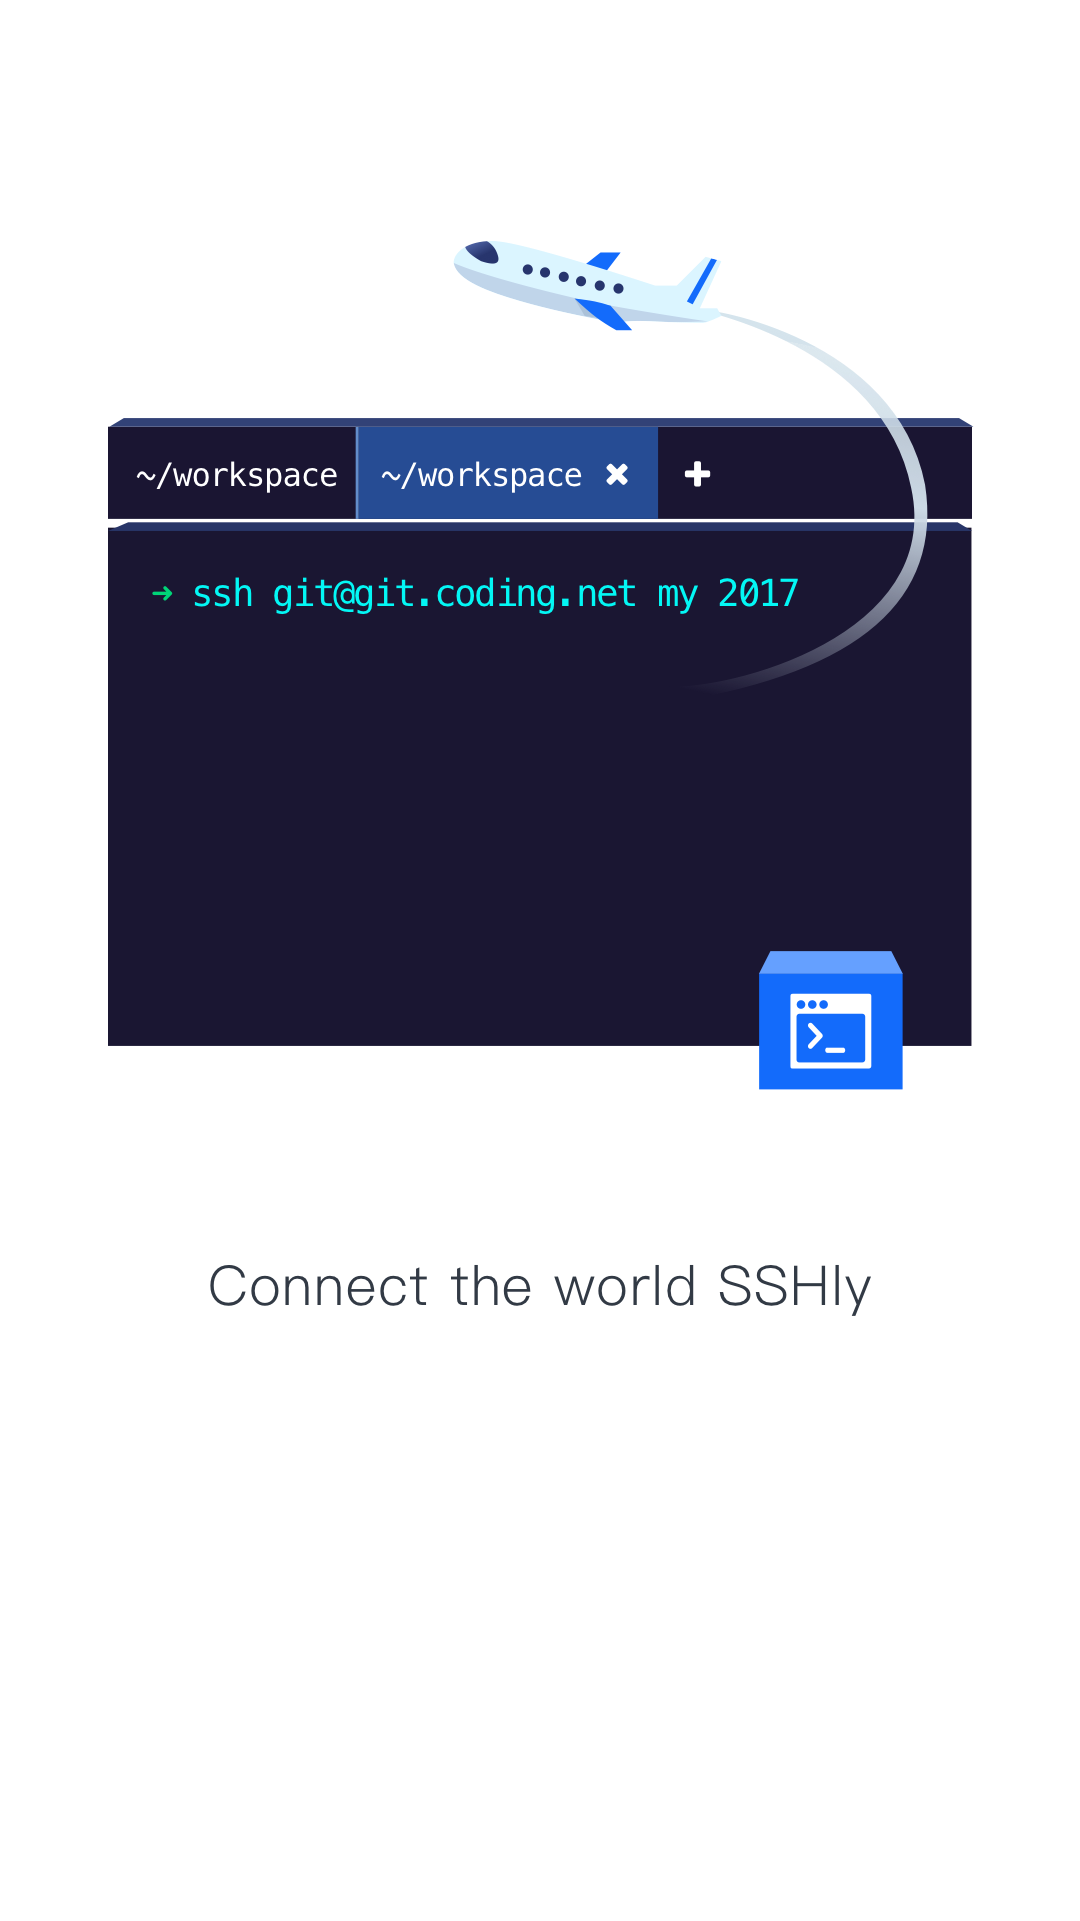 ~/workspace ~/workspace ✖ ✚
➜ ssh git@git.coding.net my 2017
>_
Connect the world SSHly